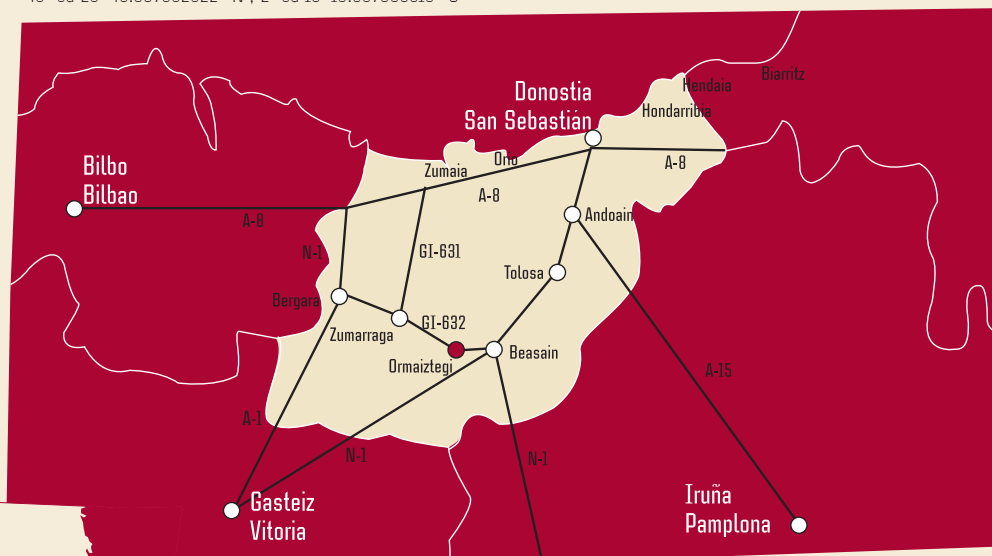 Biarritz
Hendaia
Donostia
San Sebastián
Hondarribia
Orio
A-8
Zumaia
Bilbo
Bilbao
A-8
A-8
Andoain
N-1
GI-631
Tolosa
Bergara
GI-632
Zumarraga
Beasain
Ormaiztegi
A-15
A-1
N-1
N-1
Gasteiz
Vitoria
Iruña
Pamplona